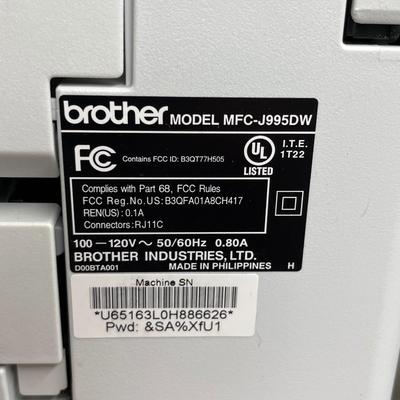 brother MODEL MFC-J995DW
FC Contains FCC ID: B3QT77H505
UL LISTED I.T.E. 1T22
Complies with Part 68, FCC Rules
FCC Reg.No.US: B3QFA01A8CH417
REN(US): 0.1A
Connectors:RJ11C
100-120V～ 50/60Hz 0.80A
BROTHER INDUSTRIES, LTD.
D00BTA001 MADE IN PHILIPPINES H
Machine SN
*U65163L0H886626*
Pwd: &SA%XfU1